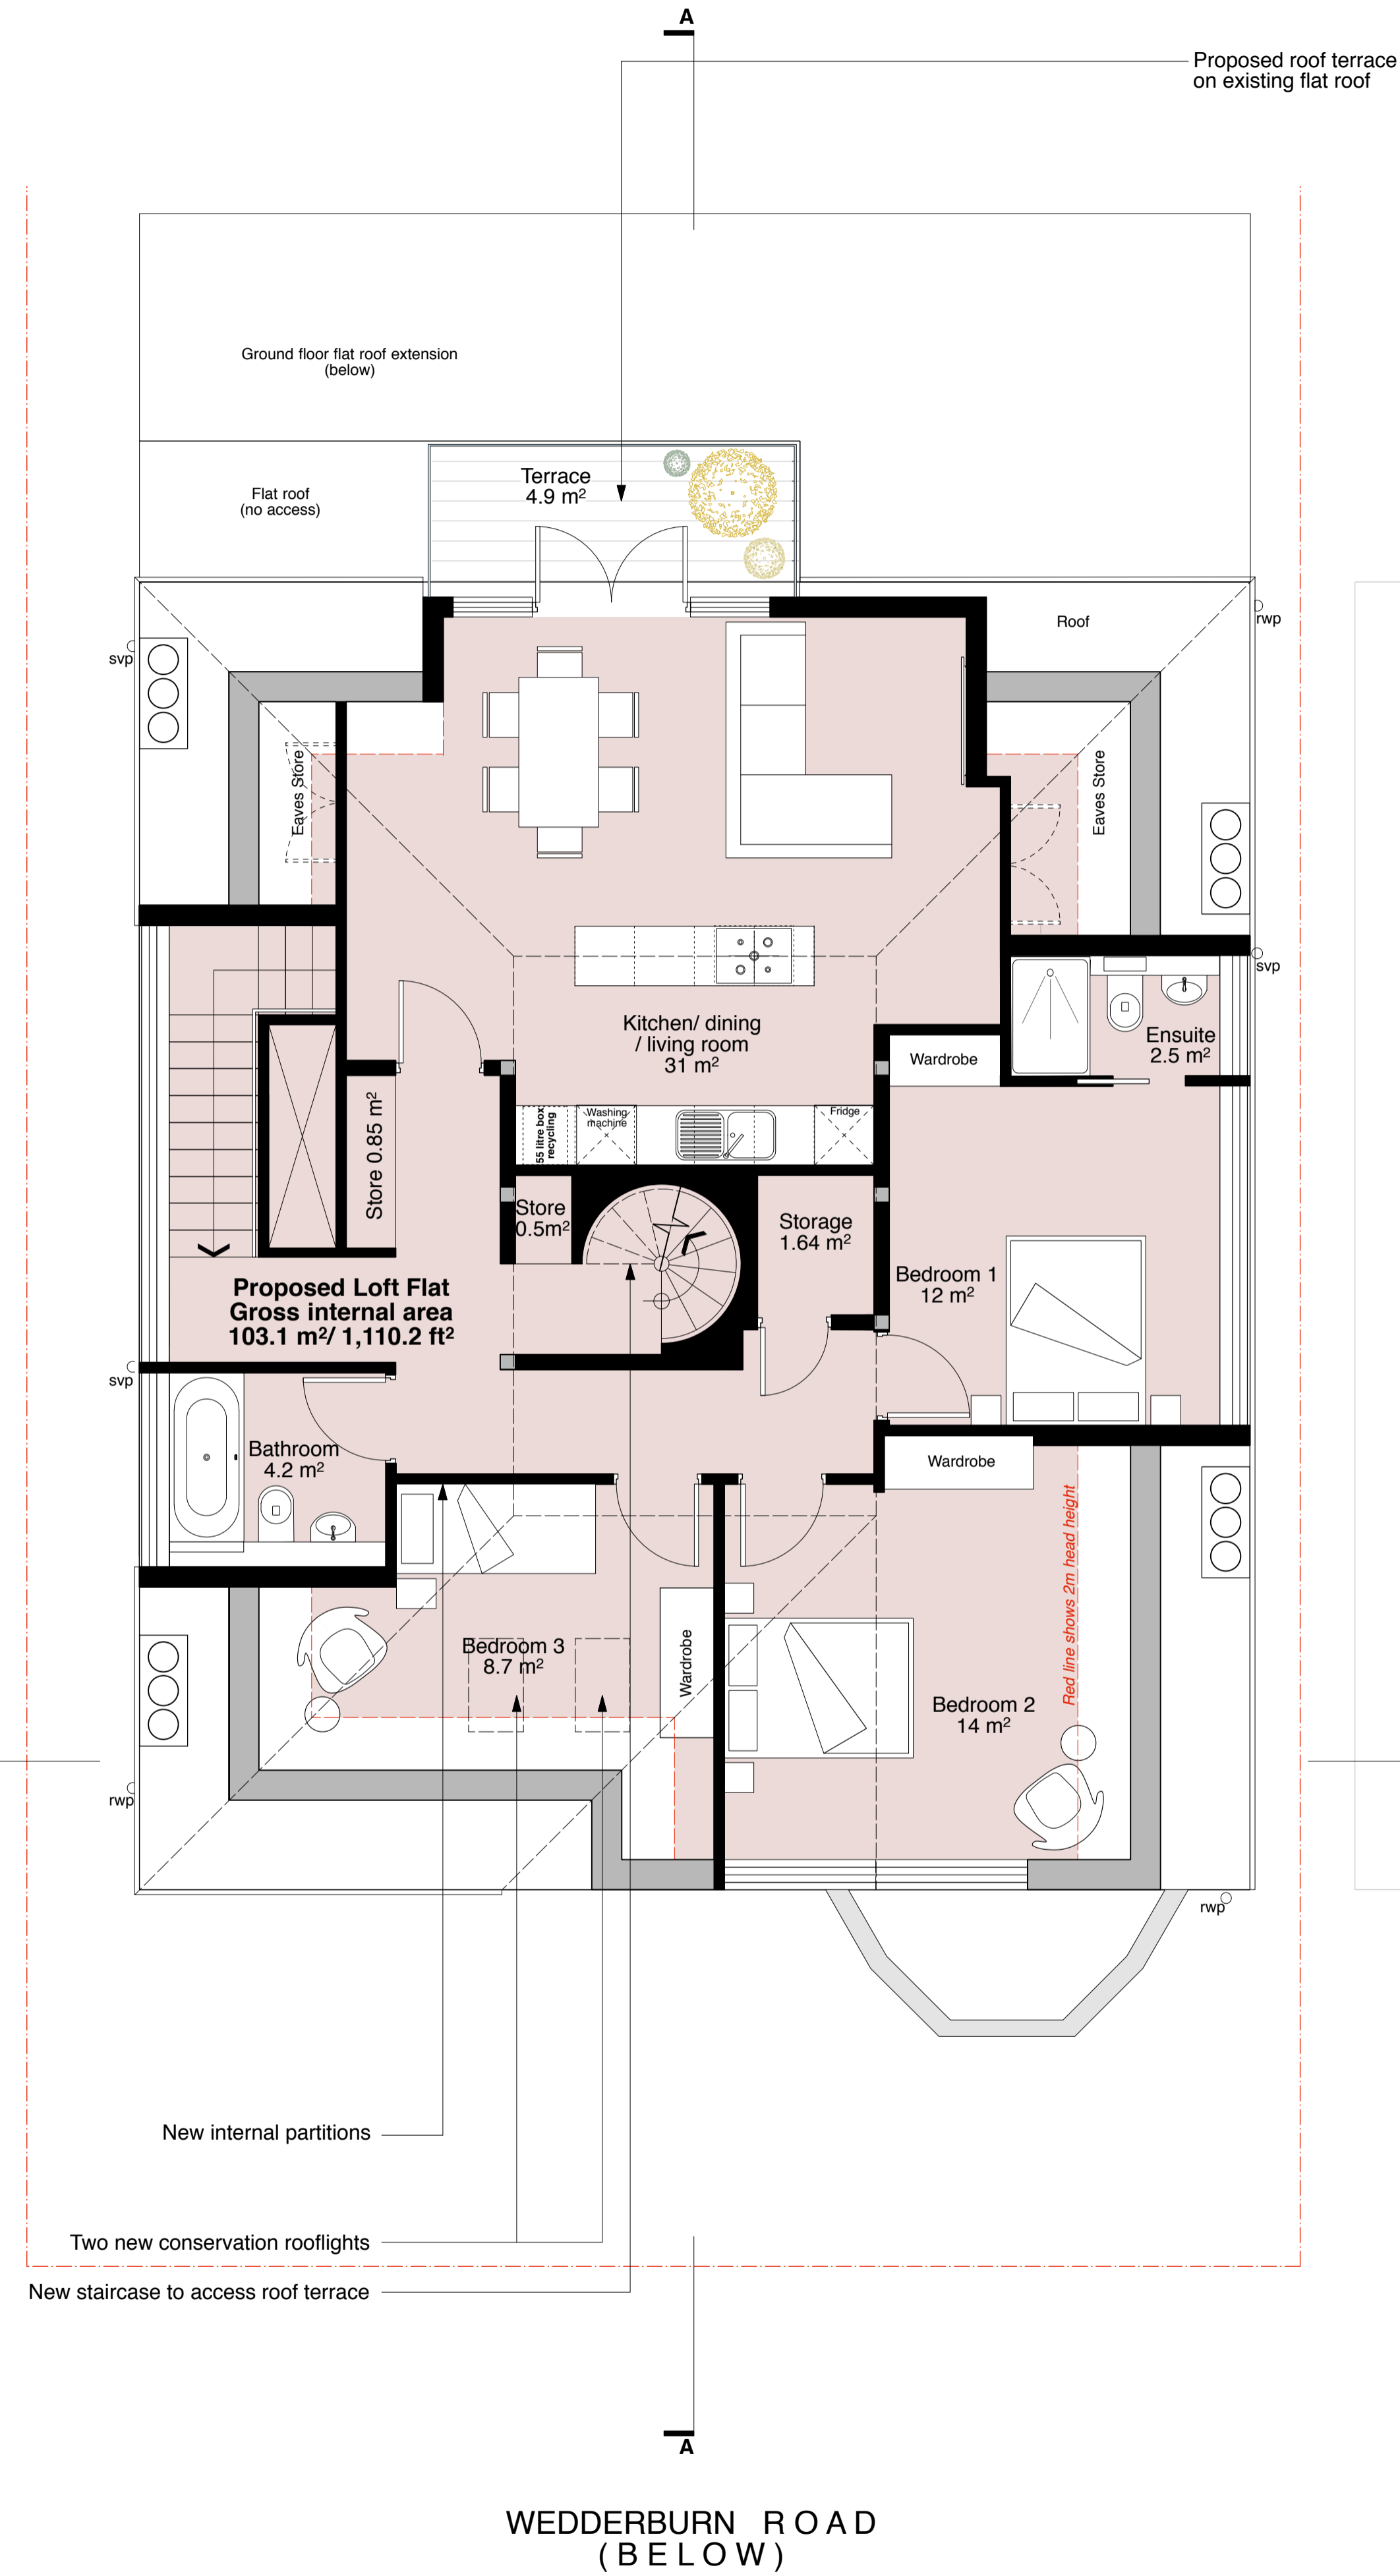 A
Proposed roof terrace
on existing flat roof
Ground floor flat roof extension
(below)
Terrace
4.9 m²
Flat roof
(no access)
Roof
rwp
svp
Eaves Store
Eaves Store
svp
Kitchen/ dining
/ living room
31 m²
Ensuite
2.5 m²
Wardrobe
Store 0.85 m²
55 litre box
recycling
Washing
machine
Fridge
Store
0.5m²
Storage
1.64 m²
Bedroom 1
12 m²
Proposed Loft Flat
Gross internal area
103.1 m²/ 1,110.2 ft²
svp
Bathroom
4.2 m²
Wardrobe
Red line shows 2m head height
Bedroom 3
8.7 m²
Wardrobe
Bedroom 2
14 m²
rwp
rwp
New internal partitions
Two new conservation rooflights
New staircase to access roof terrace
A
WEDDERBURN ROAD
(BELOW)